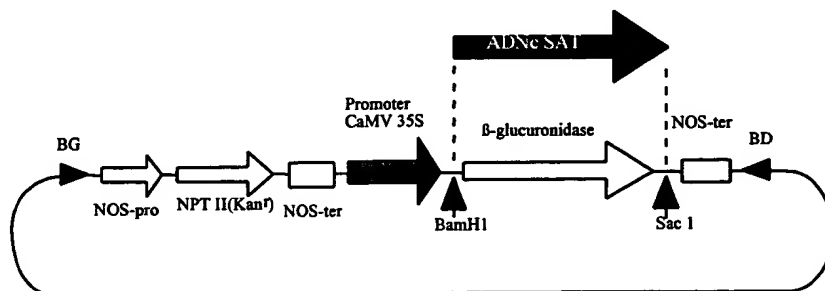 ADNc SAT
Promoter
CaMV 35S
ß-glucuronidase
NOS-ter
BG
BD
NOS-pro
NPT II(Kanʳ)
NOS-ter
BamH1
Sac 1